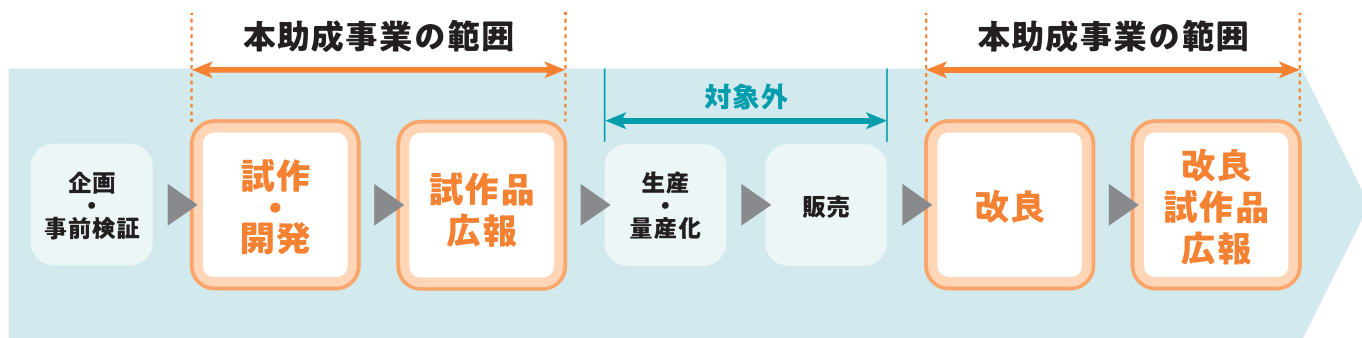 本助成事業の範囲
本助成事業の範囲
対象外
企画
・
事前検証
試作
・
開発
試作品
広報
生産
・
量産化
販売
改良
改良
試作品
広報